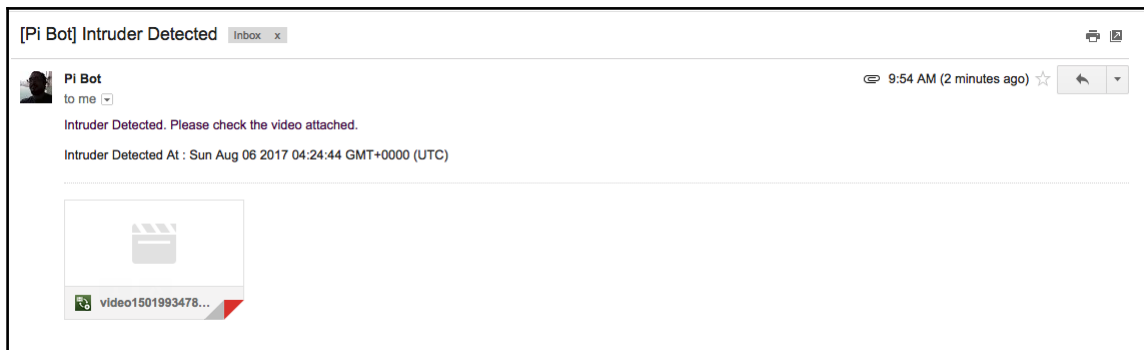 [Pi Bot] Intruder Detected Inbox x
Pi Bot 9:54 AM (2 minutes ago)
to me
Intruder Detected. Please check the video attached.
Intruder Detected At : Sun Aug 06 2017 04:24:44 GMT+0000 (UTC)
video1501993478...